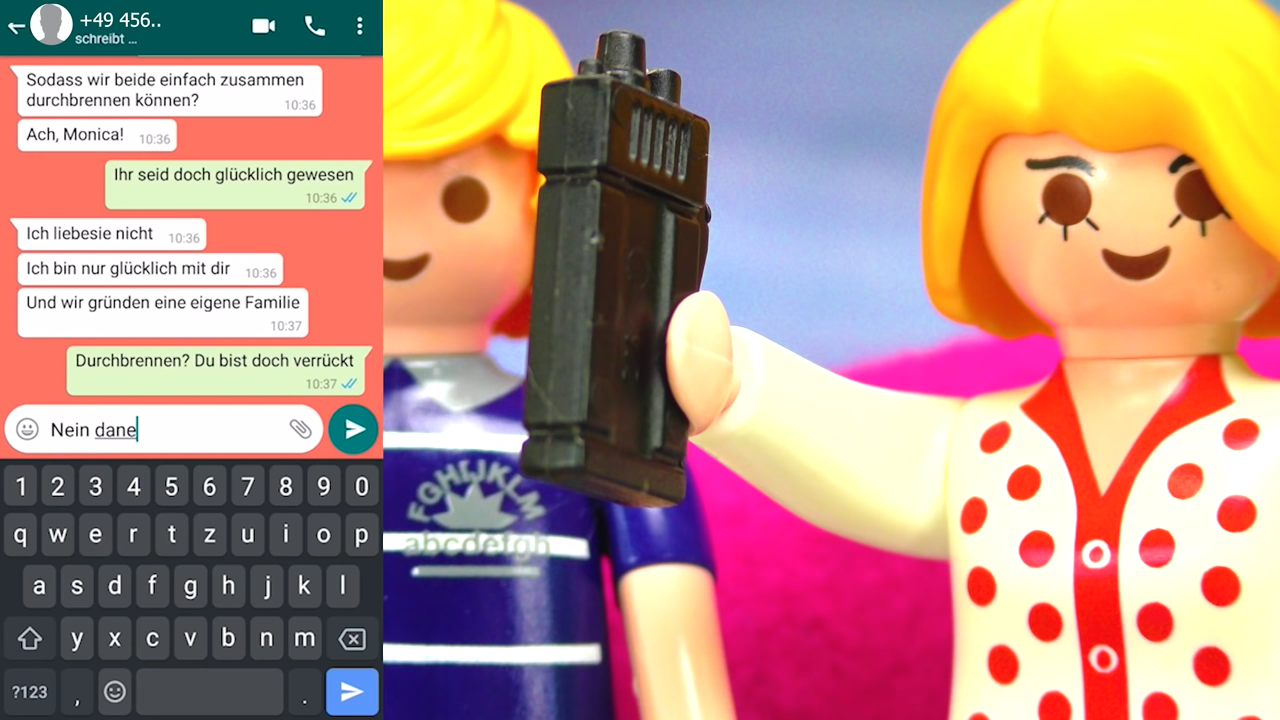 +49 456..
schreibt ...
Sodass wir beide einfach zusammen
durchbrennen können?
10:36
Ach, Monica! 10:36
Ihr seid doch glücklich gewesen
10:36
Ich liebesie nicht 10:36
Ich bin nur glücklich mit dir 10:36
Und wir gründen eine eigene Familie
10:37
Durchbrennen? Du bist doch verrückt
10:37
Nein dane
1 2 3 4 5 6 7 8 9 0
q w e r t z u i o p
a s d f g h j k l
y x c v b n m
?123 , .
FGHIJKLM
abcdefgh